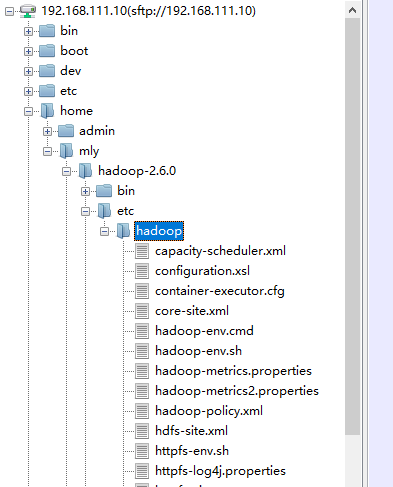 192.168.111.10(sftp://192.168.111.10)
bin
boot
dev
etc
home
admin
mly
hadoop-2.6.0
bin
etc
hadoop
capacity-scheduler.xml
configuration.xsl
container-executor.cfg
core-site.xml
hadoop-env.cmd
hadoop-env.sh
hadoop-metrics.properties
hadoop-metrics2.properties
hadoop-policy.xml
hdfs-site.xml
httpfs-env.sh
httpfs-log4j.properties